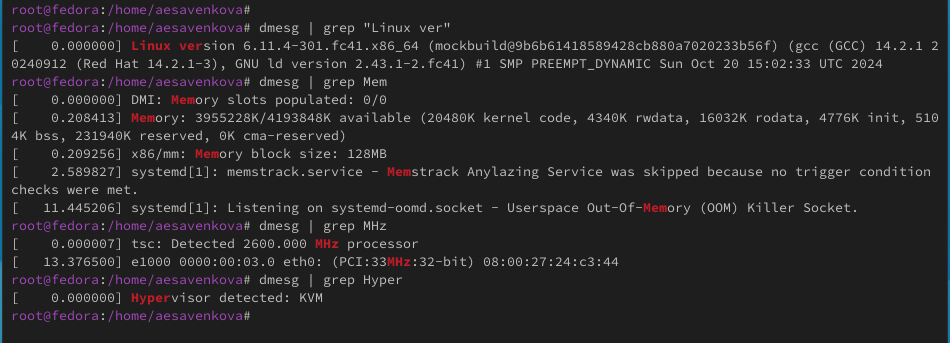 root@fedora:/home/aesavenkova#
root@fedora:/home/aesavenkova# dmesg | grep "Linux ver"
[    0.000000] Linux version 6.11.4-301.fc41.x86_64 (mockbuild@9b6b61418589428cb880a7020233b56f) (gcc (GCC) 14.2.1 2
0240912 (Red Hat 14.2.1-3), GNU ld version 2.43.1-2.fc41) #1 SMP PREEMPT_DYNAMIC Sun Oct 20 15:02:33 UTC 2024
root@fedora:/home/aesavenkova# dmesg | grep Mem
[    0.000000] DMI: Memory slots populated: 0/0
[    0.208413] Memory: 3955228K/4193848K available (20480K kernel code, 4340K rwdata, 16032K rodata, 4776K init, 510
4K bss, 231940K reserved, 0K cma-reserved)
[    0.209256] x86/mm: Memory block size: 128MB
[    2.589827] systemd[1]: memstrack.service - Memstrack Anylazing Service was skipped because no trigger condition
checks were met.
[   11.445206] systemd[1]: Listening on systemd-oomd.socket - Userspace Out-Of-Memory (OOM) Killer Socket.
root@fedora:/home/aesavenkova# dmesg | grep MHz
[    0.000007] tsc: Detected 2600.000 MHz processor
[   13.376500] e1000 0000:00:03.0 eth0: (PCI:33MHz:32-bit) 08:00:27:24:c3:44
root@fedora:/home/aesavenkova# dmesg | grep Hyper
[    0.000000] Hypervisor detected: KVM
root@fedora:/home/aesavenkova#